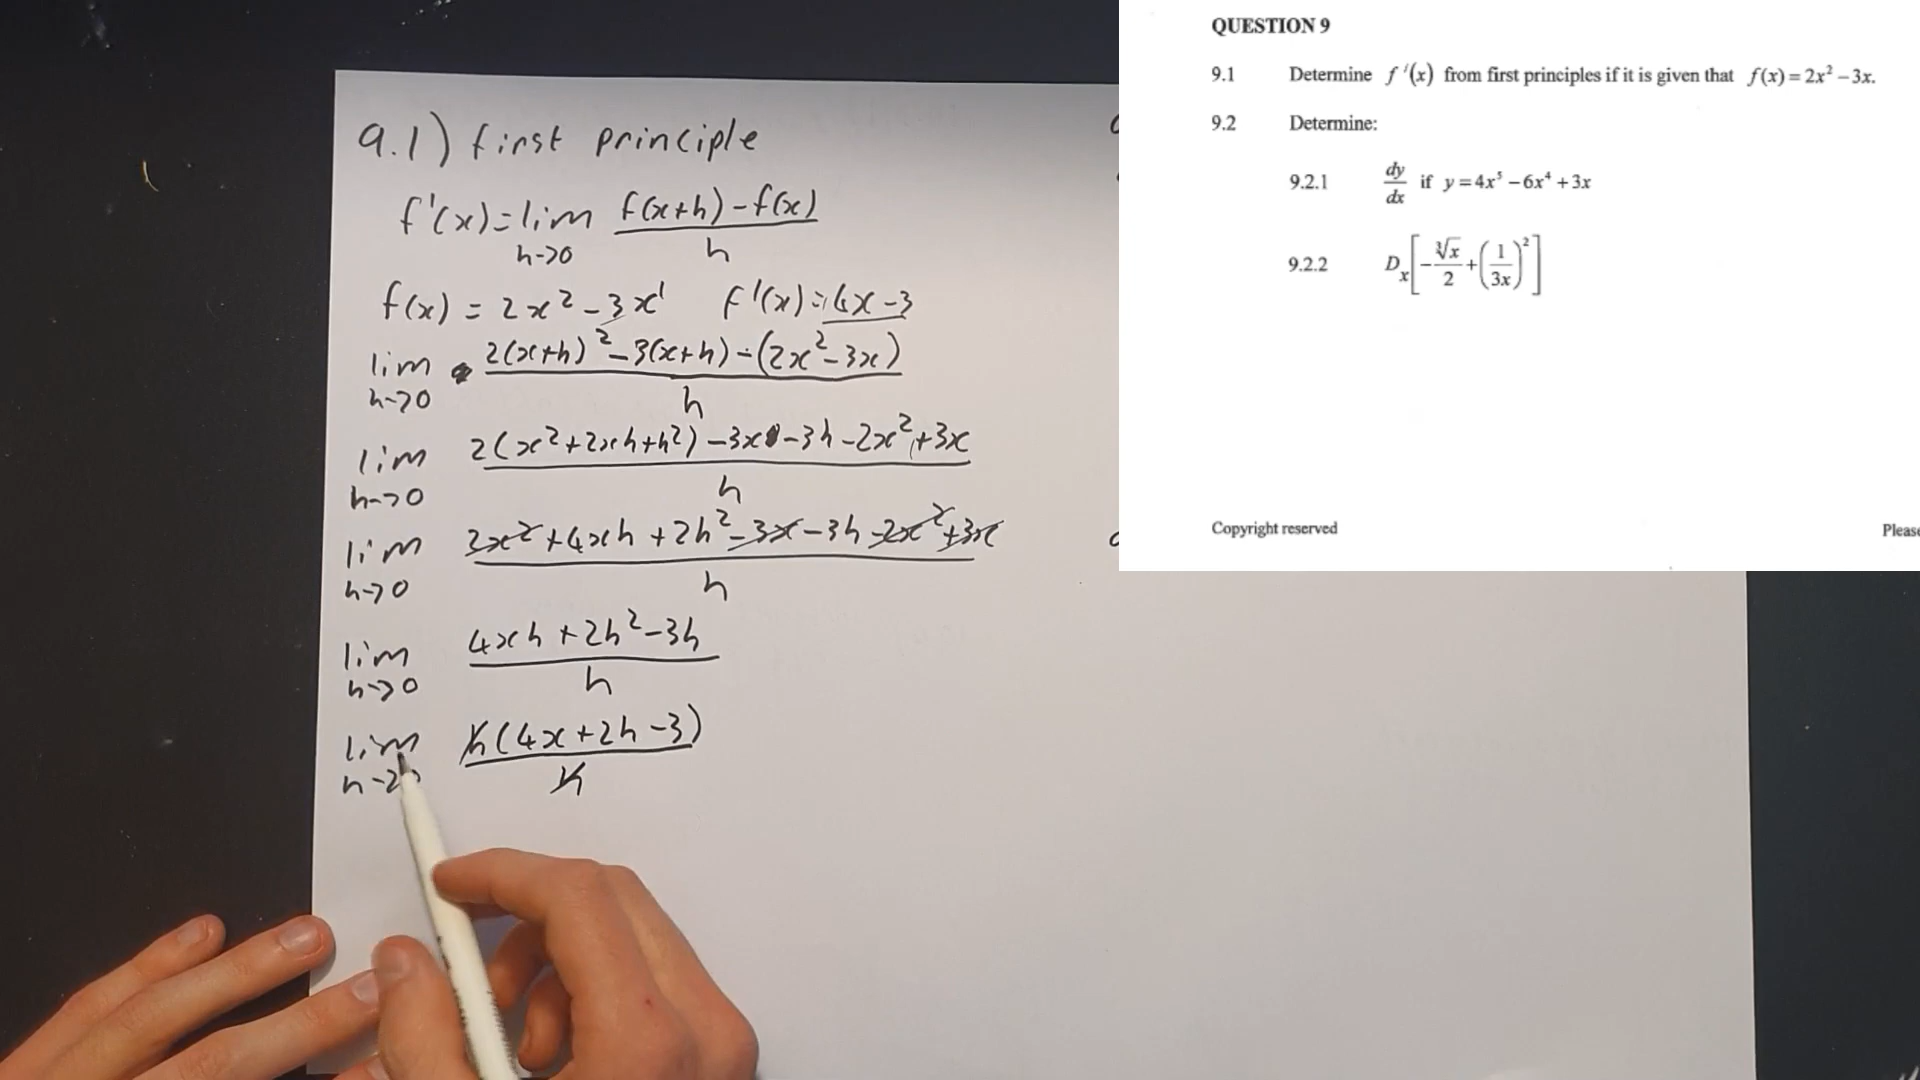 9.1) first principle
f'(x) = lim h→0 f(x+h) - f(x) / h
f(x) = 2x² - 3x¹ f'(x) = 4x - 3
lim h→0 2(x+h)² - 3(x+h) - (2x² - 3x) / h
lim h→0 2(x² + 2xh + h²) - 3x - 3h - 2x² + 3x / h
lim h→0 2x² + 4xh + 2h² - 3x - 3h - 2x² + 3x / h
lim h→0 4xh + 2h² - 3h / h
lim h→0 h(4x + 2h - 3) / h
QUESTION 9
9.1 Determine f '(x) from first principles if it is given that f(x) = 2x² - 3x.
9.2 Determine:
9.2.1 dy/dx if y = 4x⁵ - 6x⁴ + 3x
9.2.2 Dₓ[-∛x/2 + (1/3x)²]
Copyright reserved Please